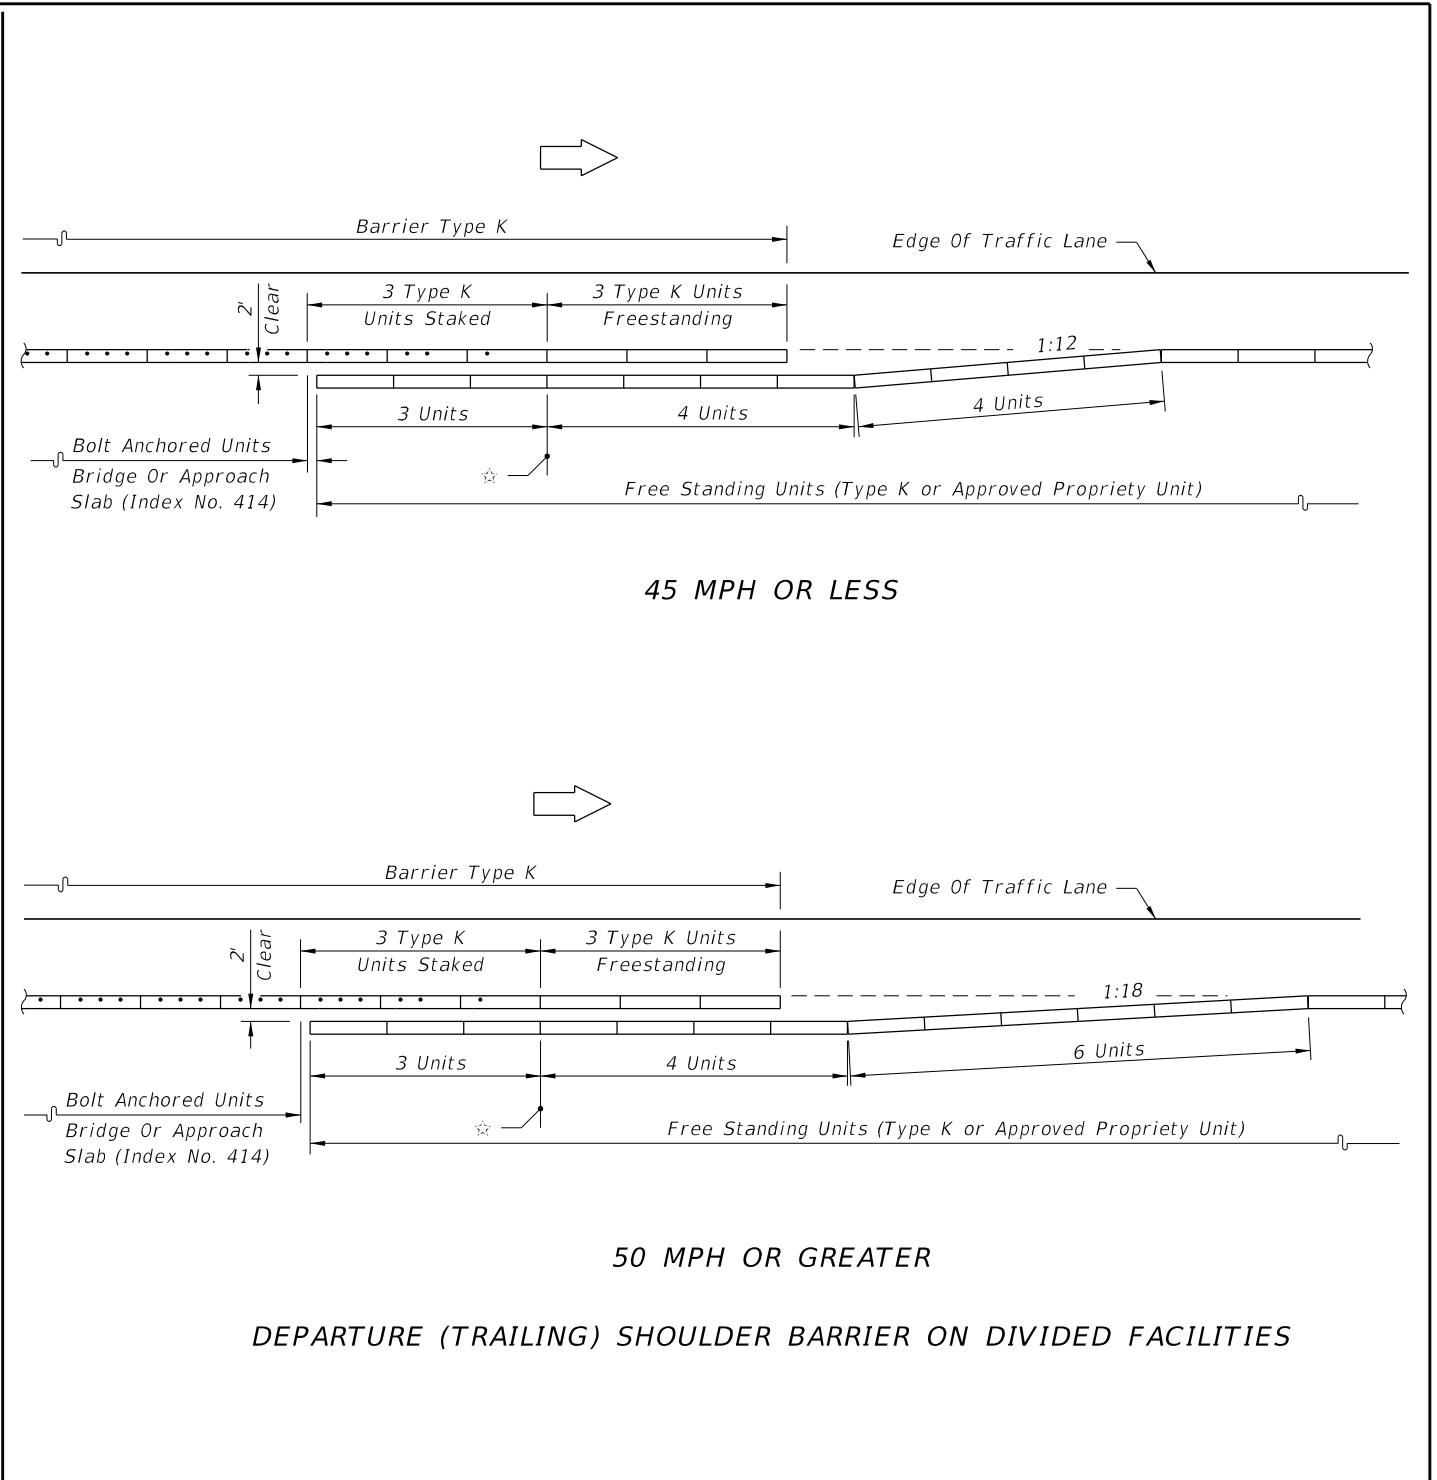 Barrier Type K
Edge Of Traffic Lane
2'
Clear
3 Type K
Units Staked
3 Type K Units
Freestanding
1:12
3 Units
4 Units
4 Units
Bolt Anchored Units
Bridge Or Approach
Slab (Index No. 414)
☆
Free Standing Units (Type K or Approved Propriety Unit)
45 MPH OR LESS
Barrier Type K
Edge Of Traffic Lane
2'
Clear
3 Type K
Units Staked
3 Type K Units
Freestanding
1:18
3 Units
4 Units
6 Units
Bolt Anchored Units
Bridge Or Approach
Slab (Index No. 414)
☆
Free Standing Units (Type K or Approved Propriety Unit)
50 MPH OR GREATER
DEPARTURE (TRAILING) SHOULDER BARRIER ON DIVIDED FACILITIES